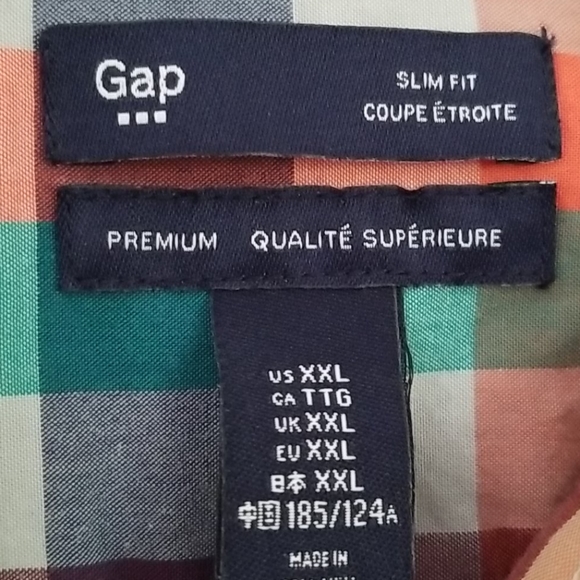 Gap
SLIM FIT
COUPE ÉTROITE
PREMIUM QUALITÉ SUPÉRIEURE
US XXL
CA TTG
UK XXL
EU XXL
日本 XXL
中国 185/124A
MADE IN